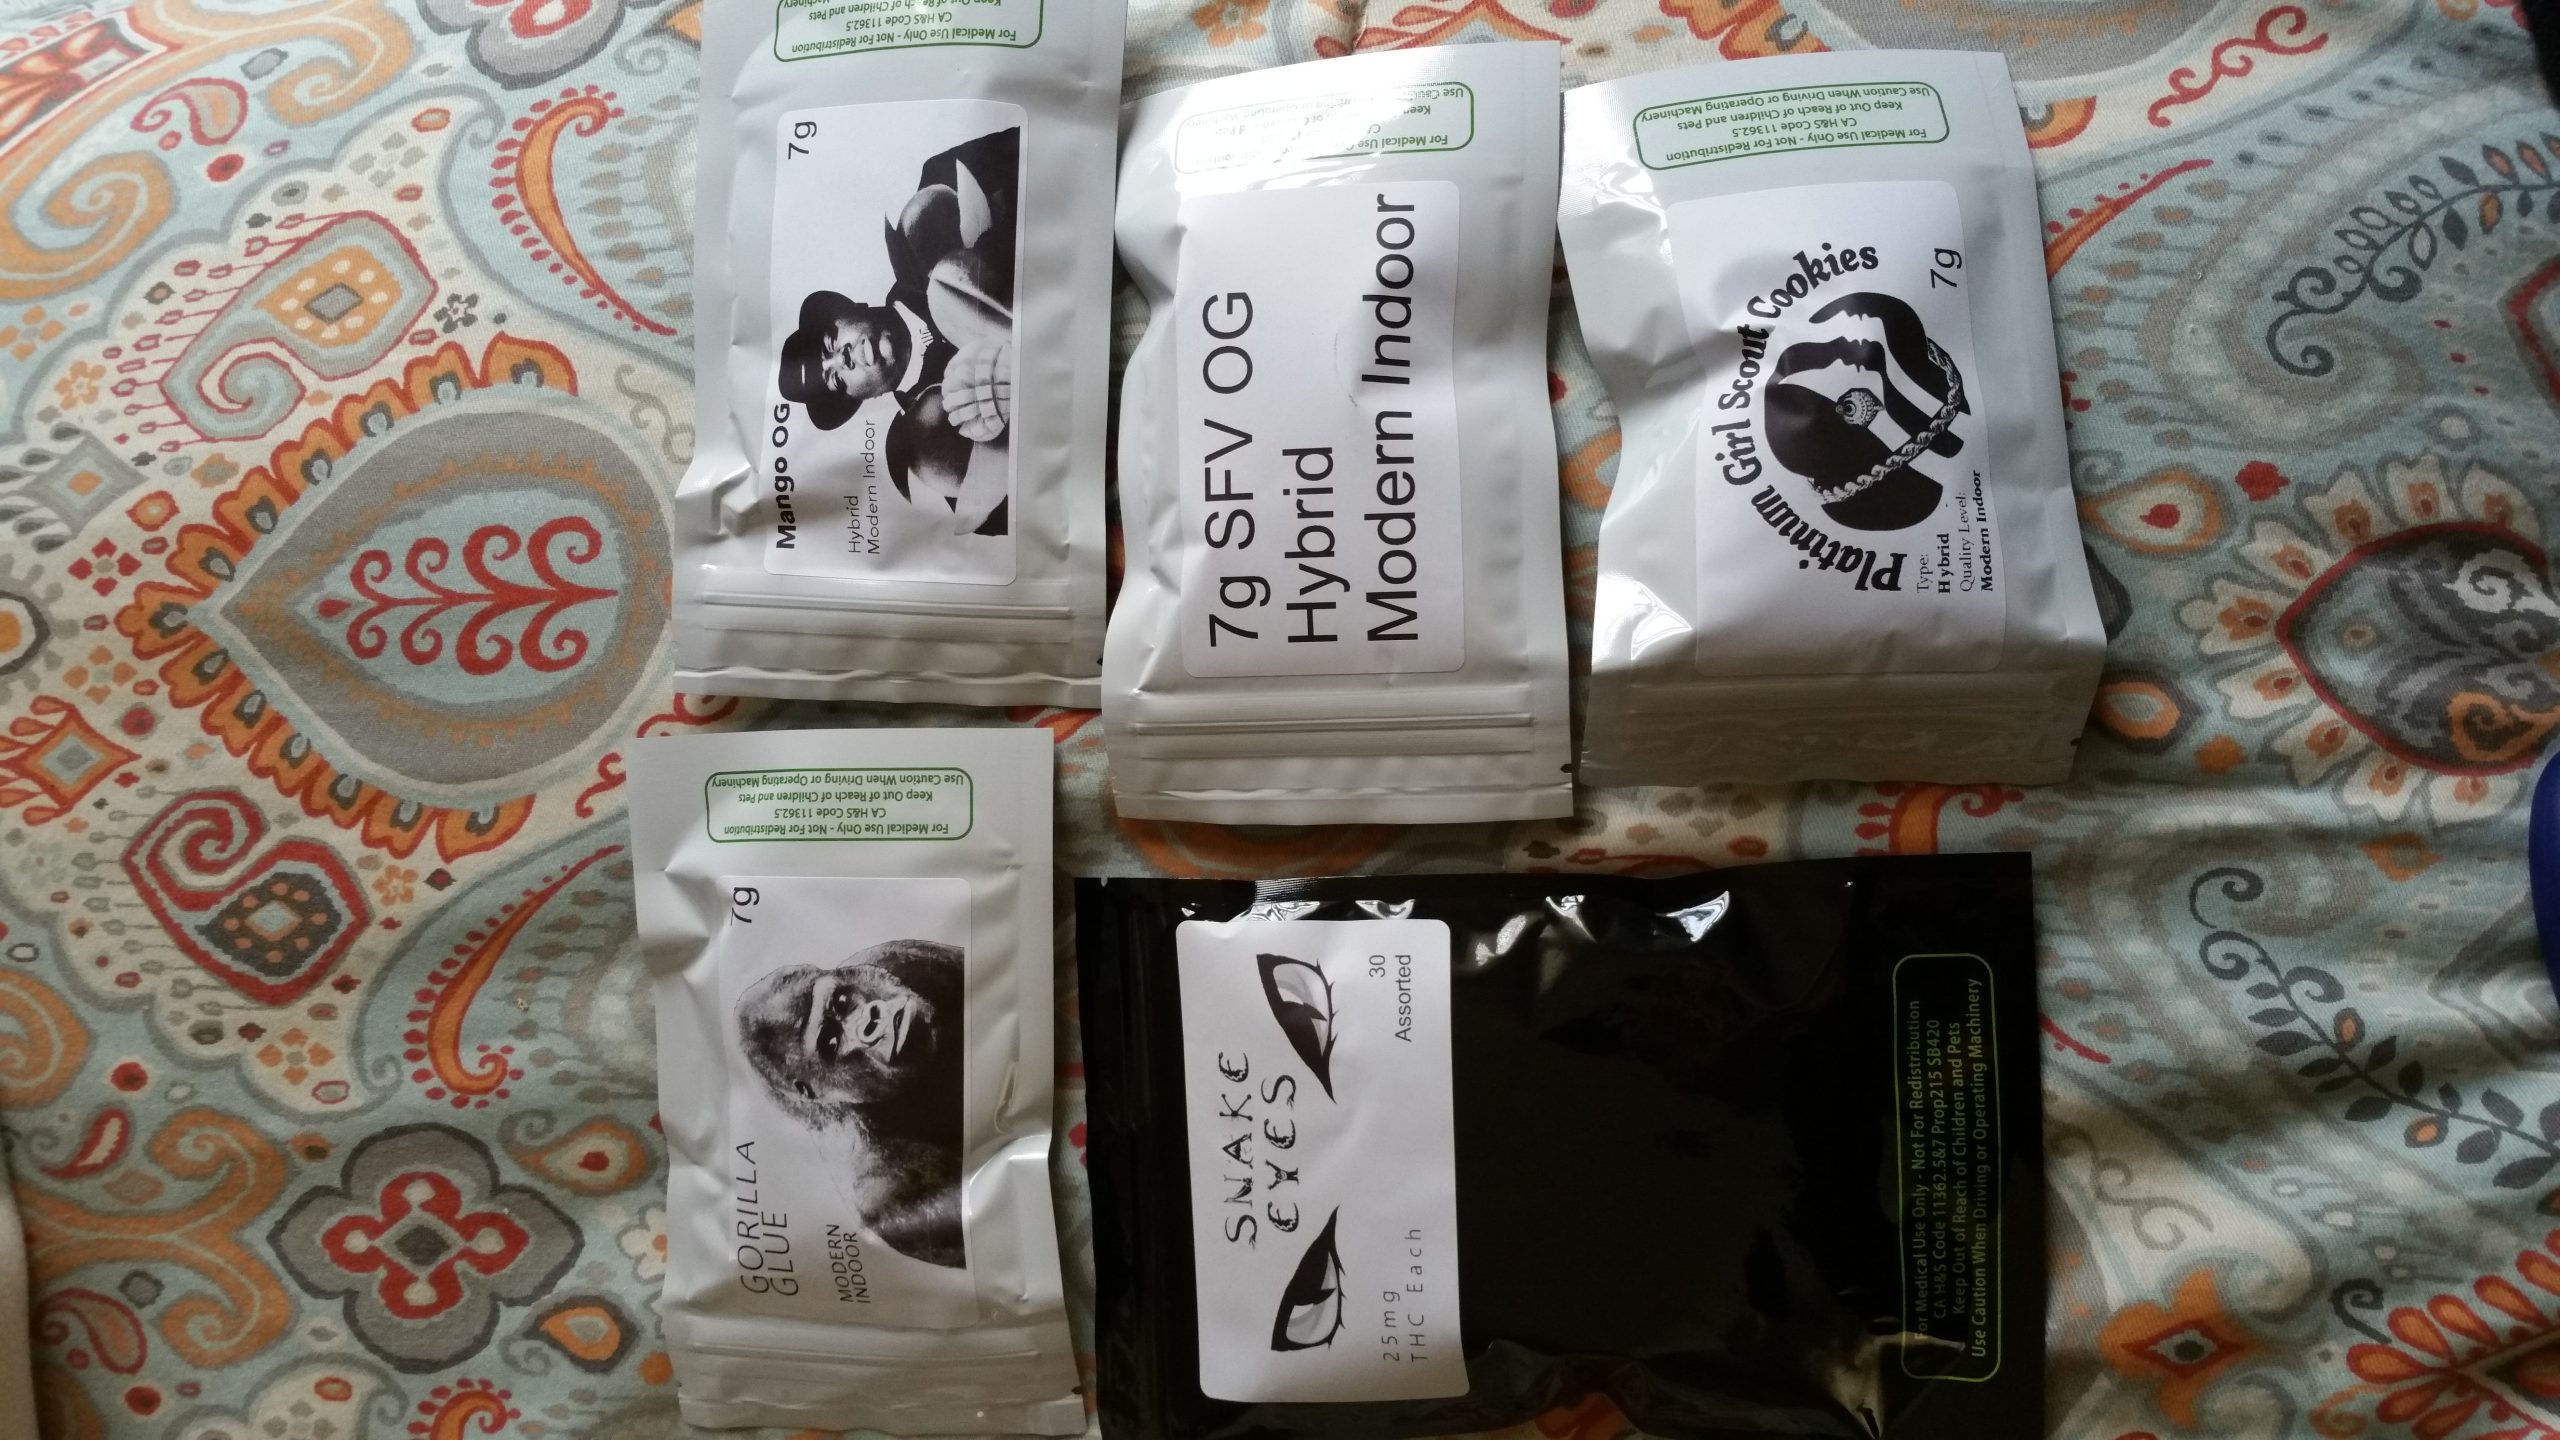 Mango OG
7g
Hybrid
Modern Indoor
For Medical Use Only - Not For Redistribution
CA H&S Code 11362.5
Keep Out of Reach of Children and Pets
7g SFV OG
Hybrid
Modern Indoor
For Medical Use
CA
Keep
Use Caution
Platinum Girl Scout Cookies
7g
Type:
Hybrid
Quality Level:
Modern Indoor
For Medical Use Only - Not For Redistribution
CA H&S Code 11362.5
Keep Out of Reach of Children and Pets
Use Caution When Driving or Operating Machinery
GORILLA
GLUE
7g
MODERN
INDOOR
For Medical Use Only - Not For Redistribution
CA H&S Code 11362.5
Keep Out of Reach of Children and Pets
Use Caution When Driving or Operating Machinery
SNAKE
EYES
25mg
THC Each
30
Assorted
For Medical Use Only - Not For Redistribution
CA H&S Code 11362.5&7 Prop215 SB420
Keep Out of Reach of Children and Pets
Use Caution When Driving or Operating Machinery